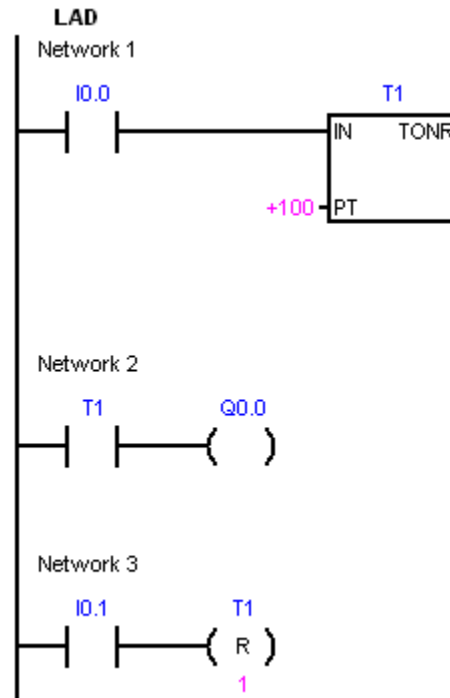 LAD
Network 1
I0.0 T1
IN TONR
+100 PT
Network 2
T1 Q0.0
Network 3
I0.1 T1
R
1